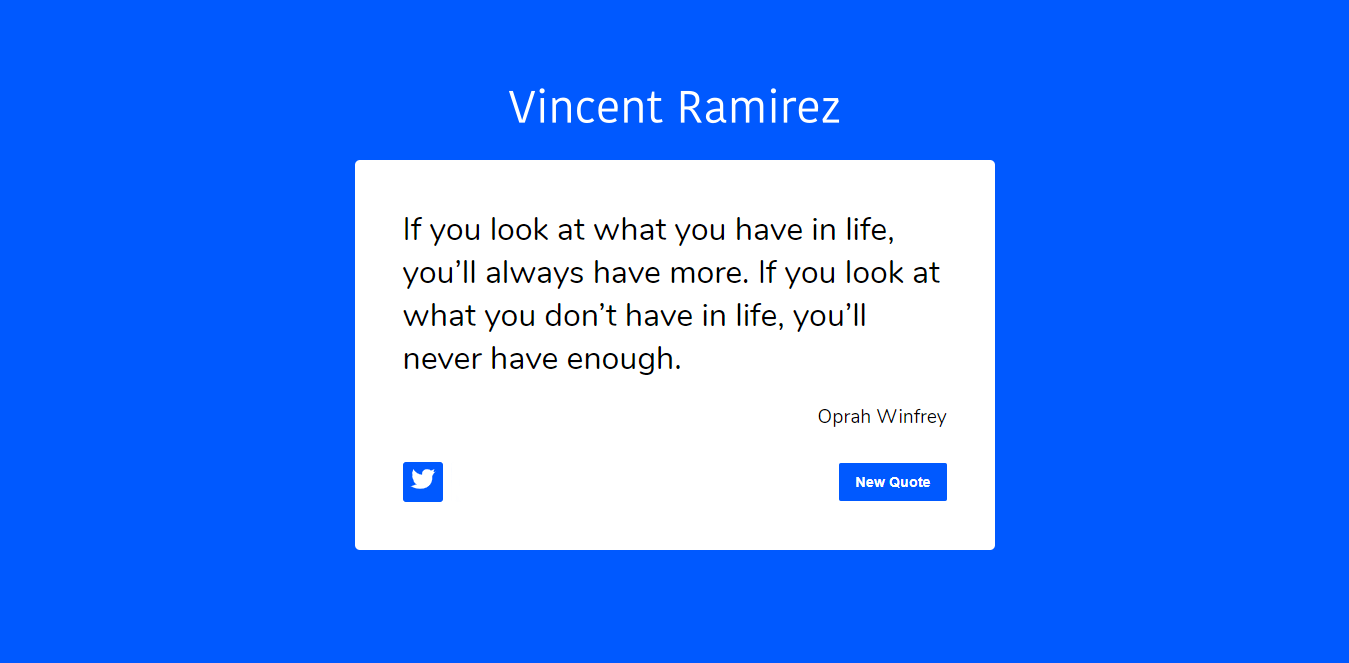 Vincent Ramirez
If you look at what you have in life,
you’ll always have more. If you look at
what you don’t have in life, you’ll
never have enough.
Oprah Winfrey
New Quote